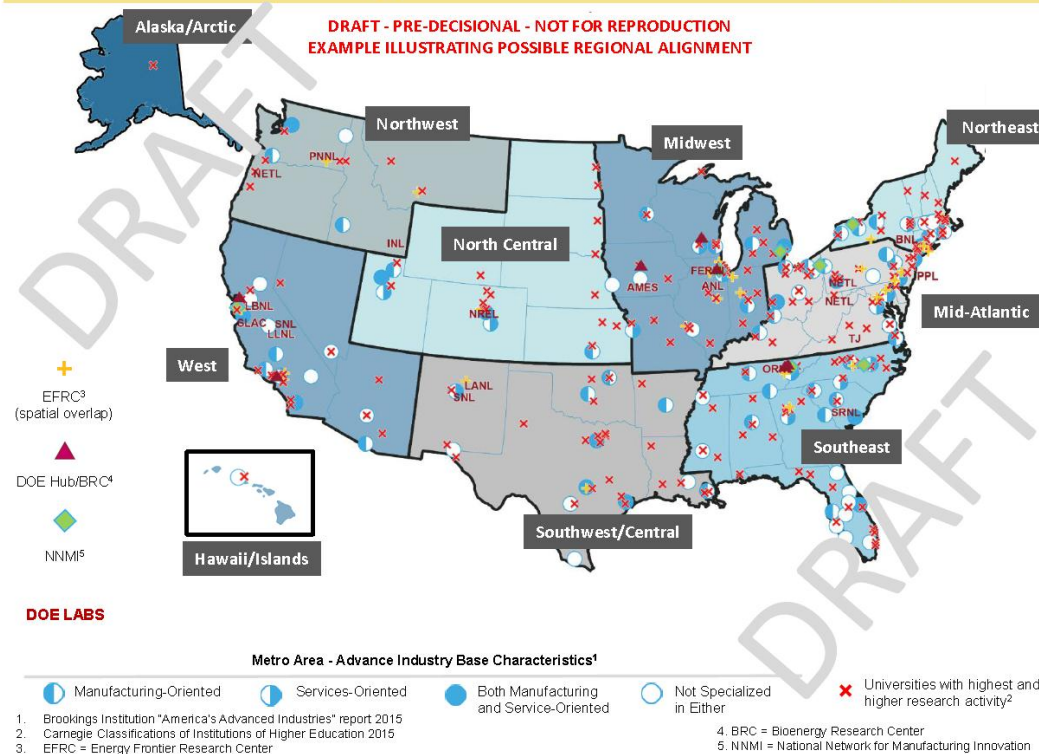 DRAFT - PRE-DECISIONAL - NOT FOR REPRODUCTION
EXAMPLE ILLUSTRATING POSSIBLE REGIONAL ALIGNMENT
Alaska/Arctic
DRAFT
Northwest
Midwest
Northeast
PNNL
NETL
North Central
INL
BNL
FERMI
PPPL
AMES
ANL
NETL
NETL
LBNL
NREL
Mid-Atlantic
SLAC
SNL
LLNL
TJ
West
ORNL
LANL
SNL
SRNL
EFRC³
(spatial overlap)
Southeast
DOE Hub/BRC⁴
Southwest/Central
NNMI⁵
Hawaii/Islands
DRAFT
DOE LABS
Metro Area - Advance Industry Base Characteristics¹
Manufacturing-Oriented
Services-Oriented
Both Manufacturing
and Service-Oriented
Not Specialized
in Either
Universities with highest and
higher research activity²
1. Brookings Institution "America's Advanced Industries" report 2015
2. Carnegie Classifications of Institutions of Higher Education 2015
3. EFRC = Energy Frontier Research Center
4. BRC = Bioenergy Research Center
5. NNMI = National Network for Manufacturing Innovation